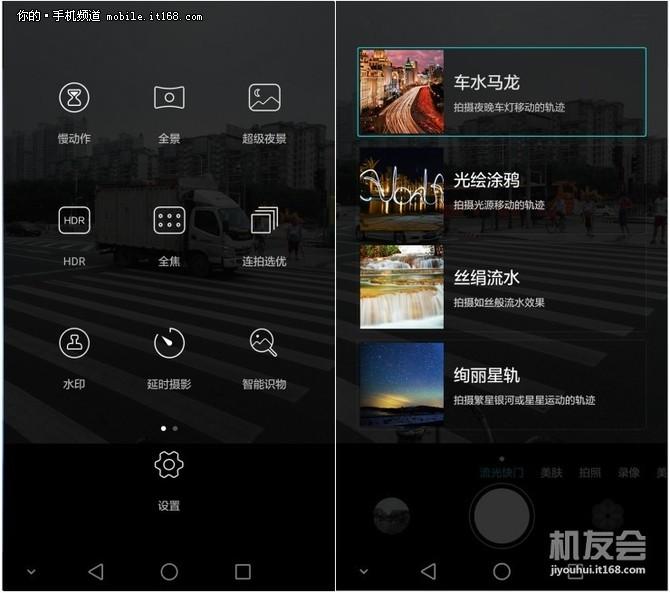 你的·手机频道 mobile.it168.com
慢动作
全景
超级夜景
HDR
HDR
全焦
连拍选优
水印
延时摄影
智能识物
设置
车水马龙
拍摄夜晚车灯移动的轨迹
光绘涂鸦
拍摄光源移动的轨迹
丝绢流水
拍摄如丝般流水效果
绚丽星轨
拍摄繁星银河或星星运动的轨迹
流光快门 美肤 拍照 录像 美
机友会
jiyouhui.it168.com